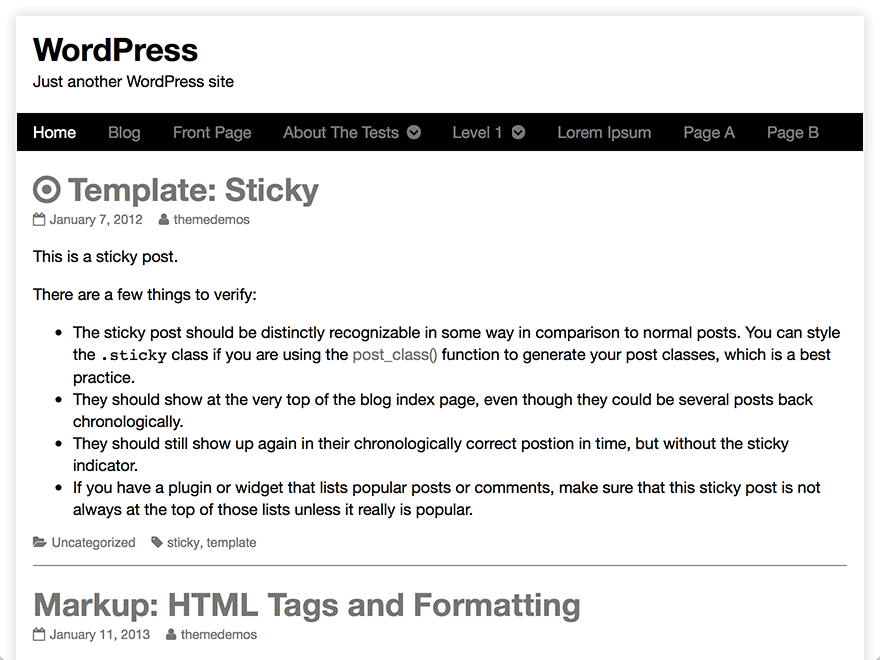 WordPress
Just another WordPress site
Home Blog Front Page About The Tests Level 1 Lorem Ipsum Page A Page B
Template: Sticky
January 7, 2012 themedemos
This is a sticky post.
There are a few things to verify:
• The sticky post should be distinctly recognizable in some way in comparison to normal posts. You can style
the .sticky class if you are using the post_class() function to generate your post classes, which is a best
practice.
• They should show at the very top of the blog index page, even though they could be several posts back
chronologically.
• They should still show up again in their chronologically correct postion in time, but without the sticky
indicator.
• If you have a plugin or widget that lists popular posts or comments, make sure that this sticky post is not
always at the top of those lists unless it really is popular.
Uncategorized sticky, template
Markup: HTML Tags and Formatting
January 11, 2013 themedemos